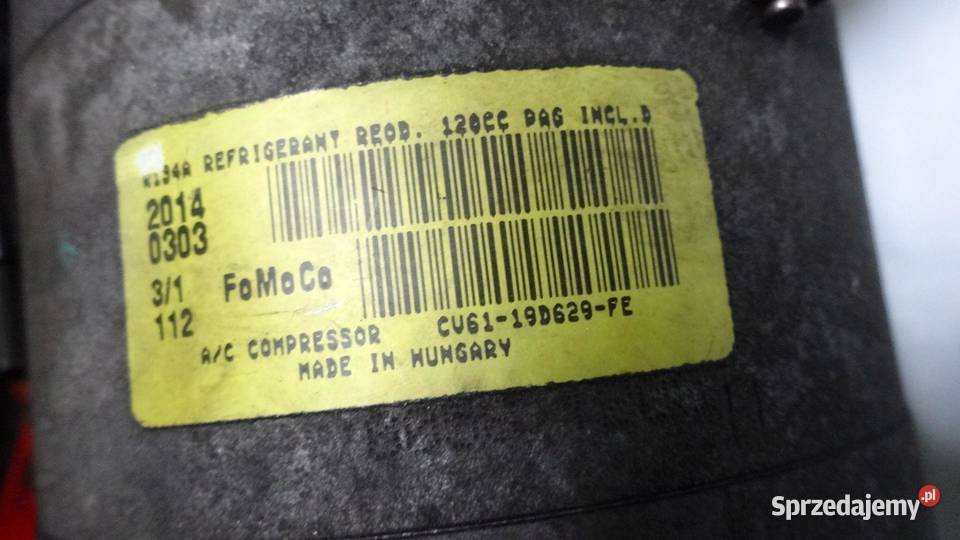 R134A REFRIGERANT REQD. 120CC PAG INCL.D
2014
0303
3/1 FoMoCo
112
A/C COMPRESSOR CV61-19D629-FE
MADE IN HUNGARY
Sprzedajemy.pl